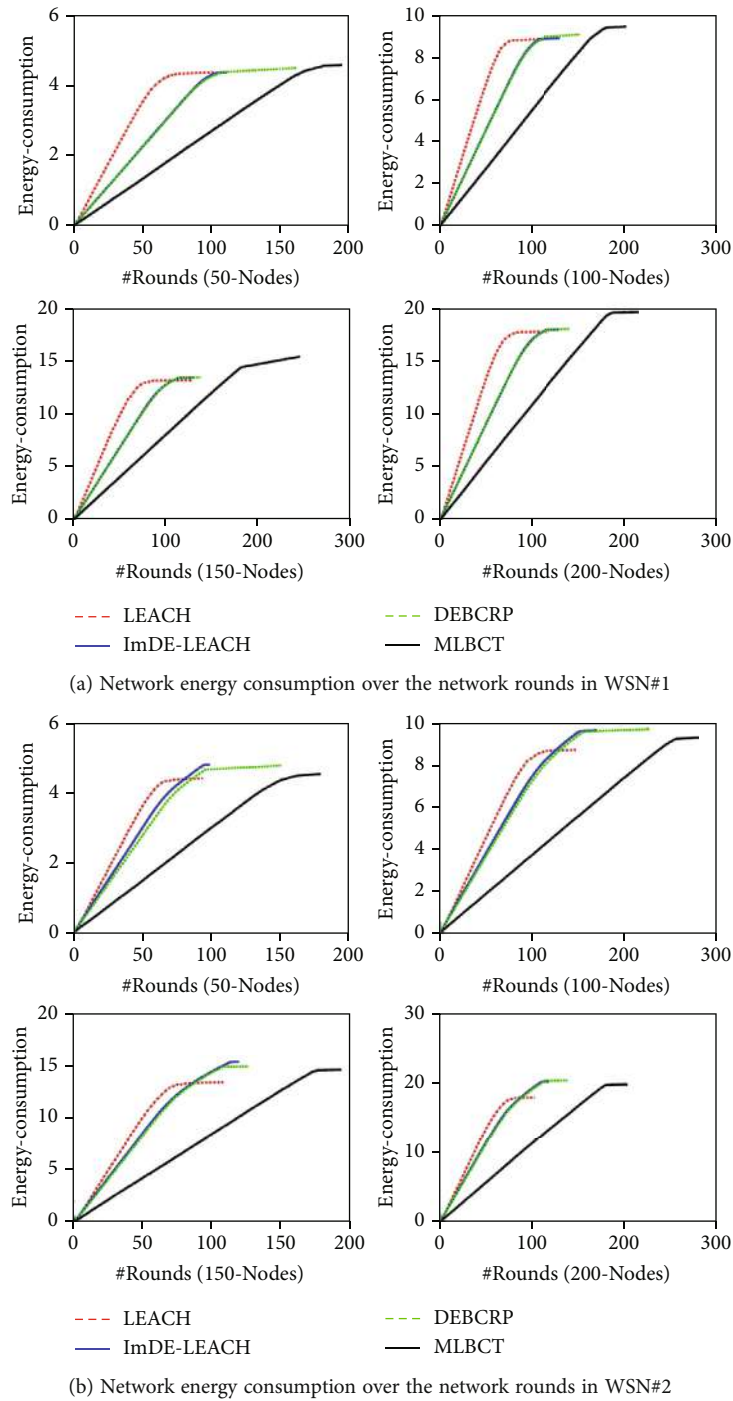 6
4
2
0
Energy-consumption
0 50 100 150 200
#Rounds (50-Nodes)
10
8
6
4
2
0
Energy-consumption
0 100 200 300
#Rounds (100-Nodes)
20
15
10
5
0
Energy-consumption
0 100 200 300
#Rounds (150-Nodes)
20
15
10
5
0
Energy-consumption
0 100 200 300
#Rounds (200-Nodes)
LEACH
ImDE-LEACH
DEBCRP
MLBCT
(a) Network energy consumption over the network rounds in WSN#1
6
4
2
0
Energy-consumption
0 50 100 150 200
#Rounds (50-Nodes)
10
8
6
4
2
0
Energy-consumption
0 100 200 300
#Rounds (100-Nodes)
20
15
10
5
0
Energy-consumption
0 50 100 150 200
#Rounds (150-Nodes)
30
20
10
0
Energy-consumption
0 100 200 300
#Rounds (200-Nodes)
LEACH
ImDE-LEACH
DEBCRP
MLBCT
(b) Network energy consumption over the network rounds in WSN#2